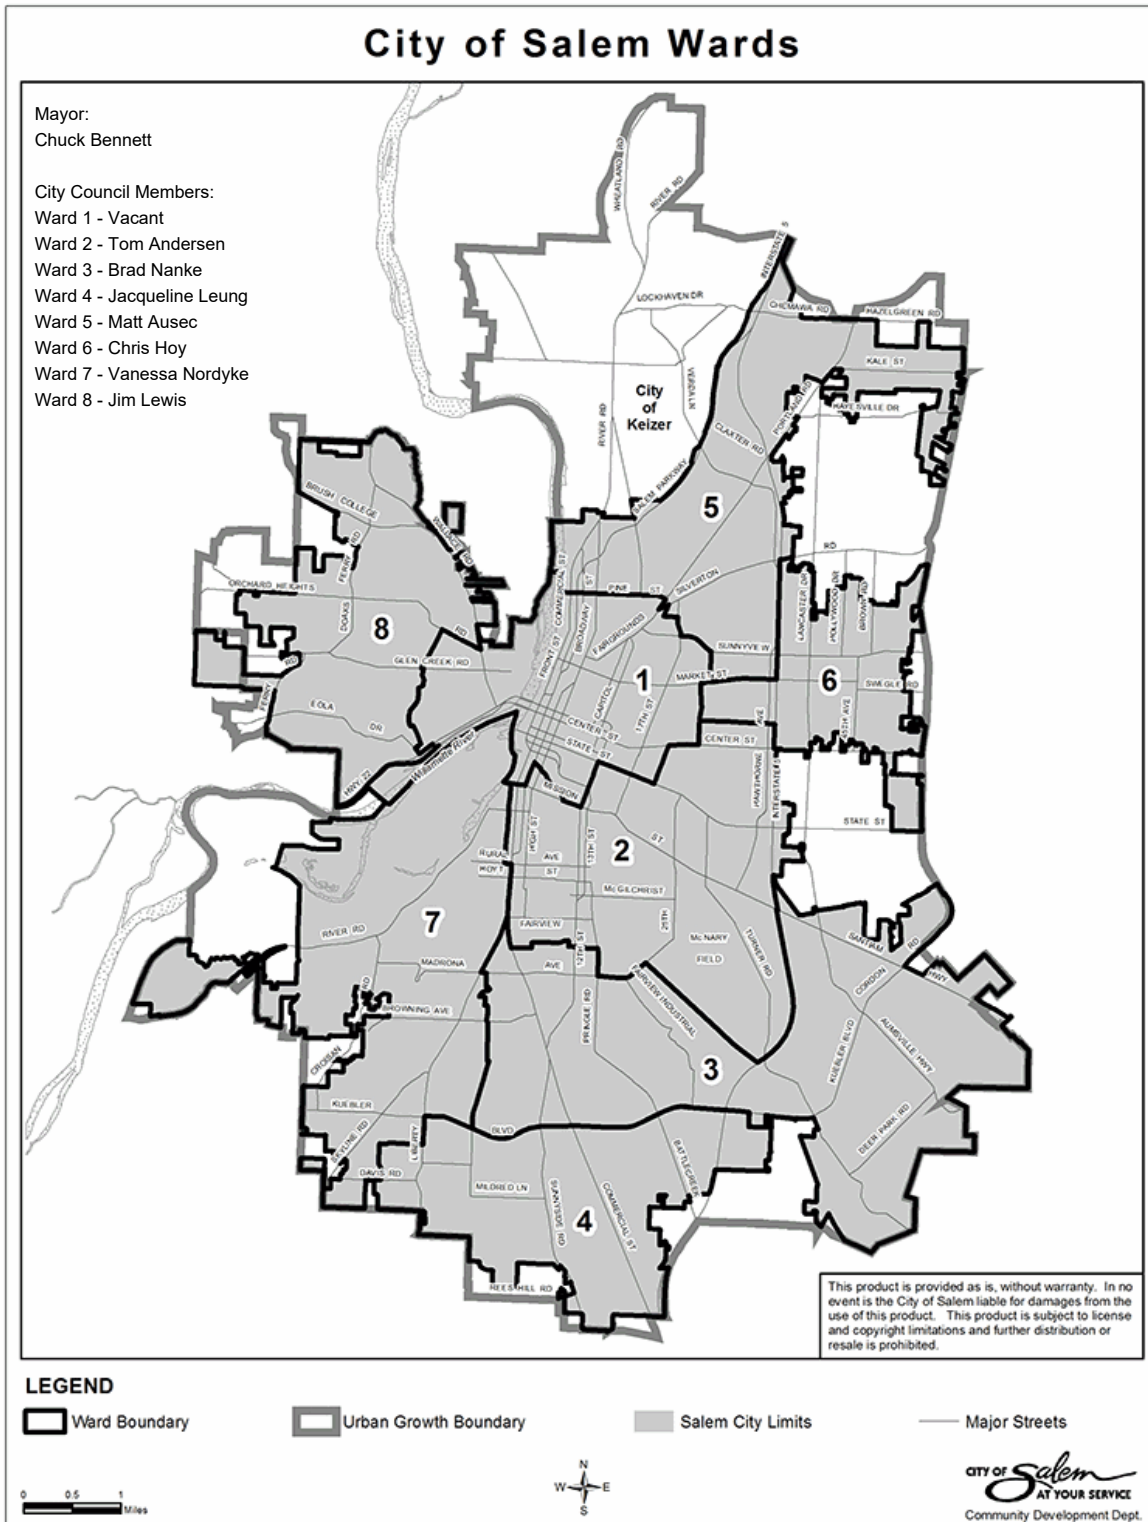 City of Salem Wards
Mayor:
Chuck Bennett
City Council Members:
Ward 1 - Vacant
Ward 2 - Tom Andersen
Ward 3 - Brad Nanke
Ward 4 - Jacqueline Leung
Ward 5 - Matt Ausec
Ward 6 - Chris Hoy
Ward 7 - Vanessa Nordyke
Ward 8 - Jim Lewis
WHEATLAND RD
RIVER RD
INTERSTATE 5
LOCKHAVEN DR
CHEMAWA RD
HAZELGREEN RD
KALE ST
VERDA LN
City
of
Keizer
PORTLAND RD
HAYESVILLE DR
RIVER RD
CLAXTER RD
SALEM PARKWAY
5
BRUSH COLLEGE
RD
WALLACE RD
RD
ORCHARD HEIGHTS
DOAKS FERRY RD
COMMERCIAL ST
PINE ST
SILVERTON
LANCASTER DR
HOLLYWOOD DR
BROWN RD
8
BROADWAY ST
FAIRGROUNDS
FRONT ST
SUNNYVIEW
GLEN CREEK RD
RD
1
MARKET ST
6
SWEGLE RD
FERRY
CAPITOL
17TH ST
45TH AVE
EOLA DR
CENTER ST
CENTER ST
STATE ST
Willamette River
HWY 22
MISSION ST
HAWTHORNE AVE
INTERSTATE 5
STATE ST
HIGH ST
13TH ST
2
RURAL AVE
HOYT ST
McGILCHRIST
7
FAIRVIEW
25TH
McNARY
FIELD
TURNER RD
RIVER RD
12TH ST
SANTIAM HWY
CORDON RD
MADRONA AVE
FAIRVIEW INDUSTRIAL
BROWNING AVE
PRINGLE RD
CROISAN RD
3
KUEBLER BLVD
AUMSVILLE HWY
KUEBLER BLVD
SKYLINE RD
LIBERTY
BATTLECREEK
DEER PARK RD
DAVIS RD
MILDRED LN
SUNNYSIDE RD
COMMERCIAL ST
4
REES HILL RD
This product is provided as is, without warranty. In no
event is the City of Salem liable for damages from the
use of this product. This product is subject to license
and copyright limitations and further distribution or
resale is prohibited.
LEGEND
Ward Boundary
Urban Growth Boundary
Salem City Limits
Major Streets
0 0.5 1
Miles
N
W E
S
CITY OF Salem
AT YOUR SERVICE
Community Development Dept.